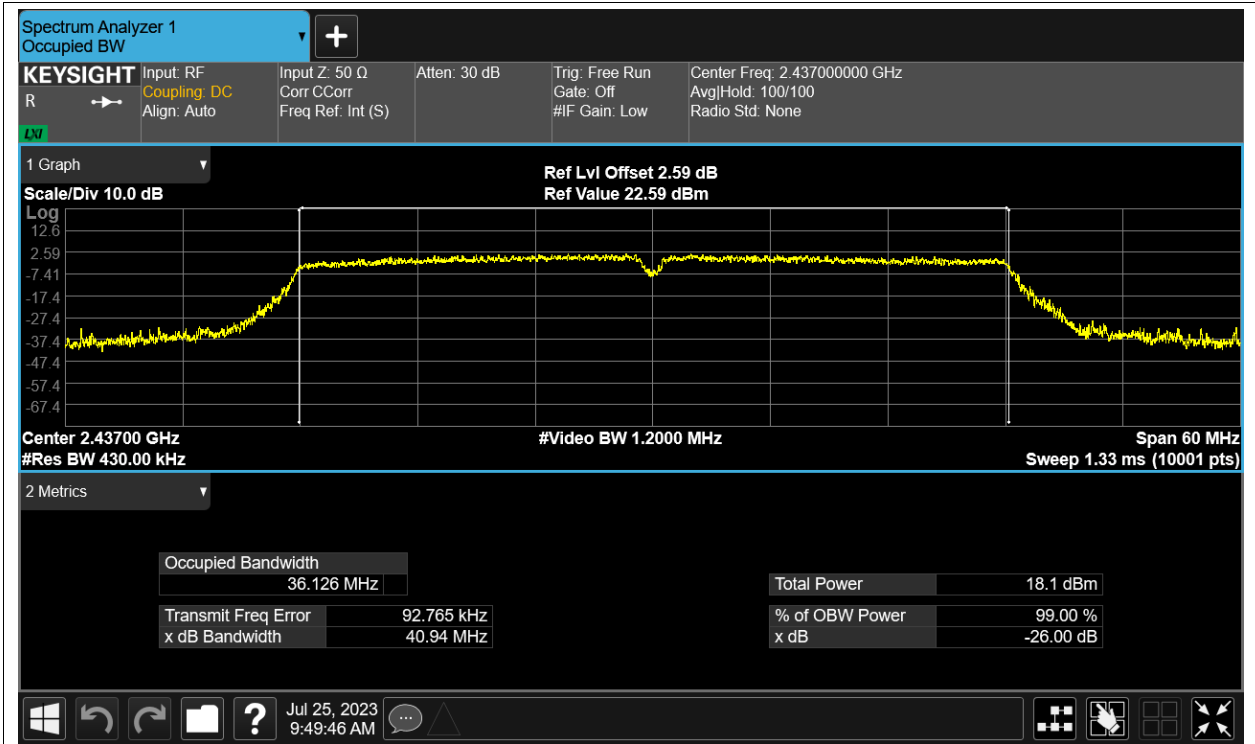 Spectrum Analyzer 1
Occupied BW
KEYSIGHT
R
LXI
Input: RF
Coupling: DC
Align: Auto
Input Z: 50 Ω
Corr CCorr
Freq Ref: Int (S)
Atten: 30 dB
Trig: Free Run
Gate: Off
#IF Gain: Low
Center Freq: 2.437000000 GHz
Avg|Hold: 100/100
Radio Std: None
1 Graph
Scale/Div 10.0 dB
Ref Lvl Offset 2.59 dB
Ref Value 22.59 dBm
Log
12.6
2.59
-7.41
-17.4
-27.4
-37.4
-47.4
-57.4
-67.4
Center 2.43700 GHz
#Video BW 1.2000 MHz
Span 60 MHz
#Res BW 430.00 kHz
Sweep 1.33 ms (10001 pts)
2 Metrics
Occupied Bandwidth
36.126 MHz
Transmit Freq Error 92.765 kHz
x dB Bandwidth 40.94 MHz
Total Power 18.1 dBm
% of OBW Power 99.00 %
x dB -26.00 dB
?
Jul 25, 2023
9:49:46 AM